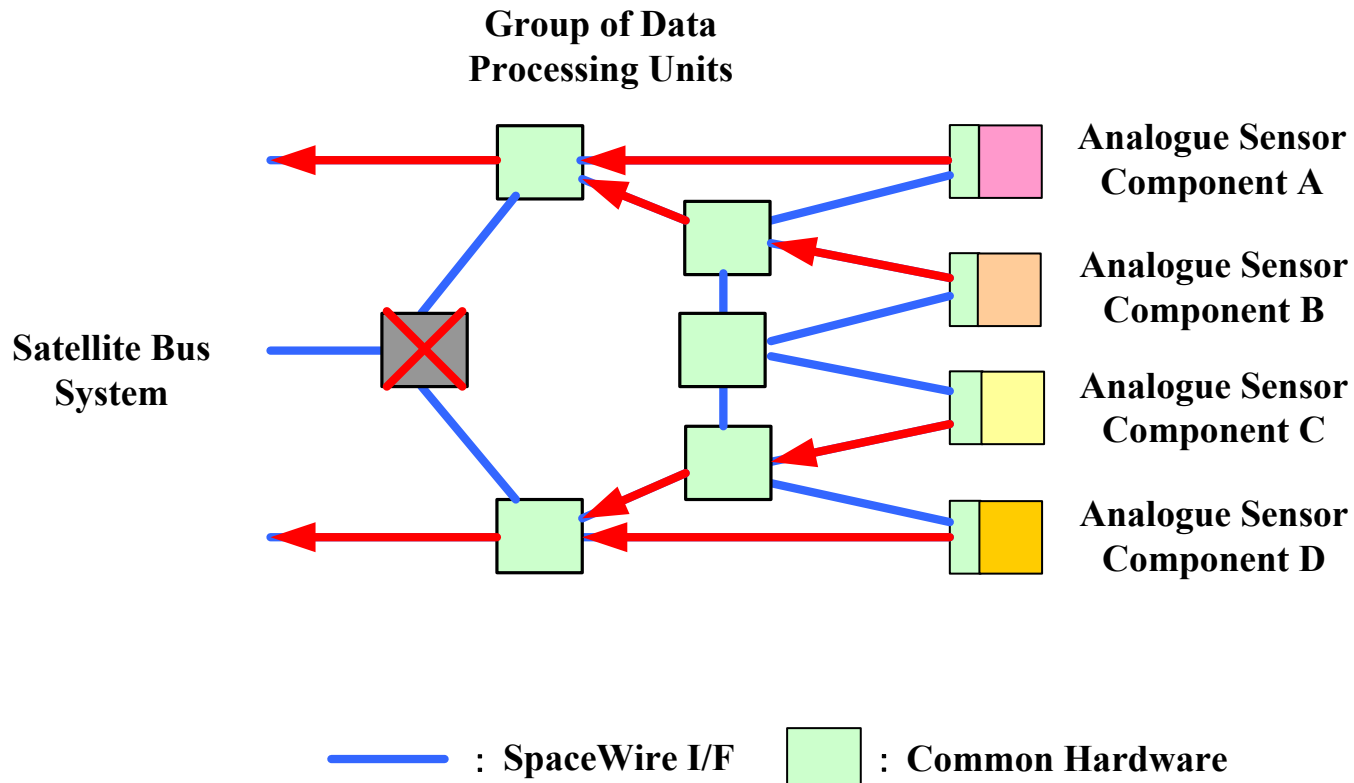 Group of Data
Processing Units
Analogue Sensor
Component A
Analogue Sensor
Component B
Satellite Bus
System
Analogue Sensor
Component C
Analogue Sensor
Component D
: SpaceWire I/F
: Common Hardware